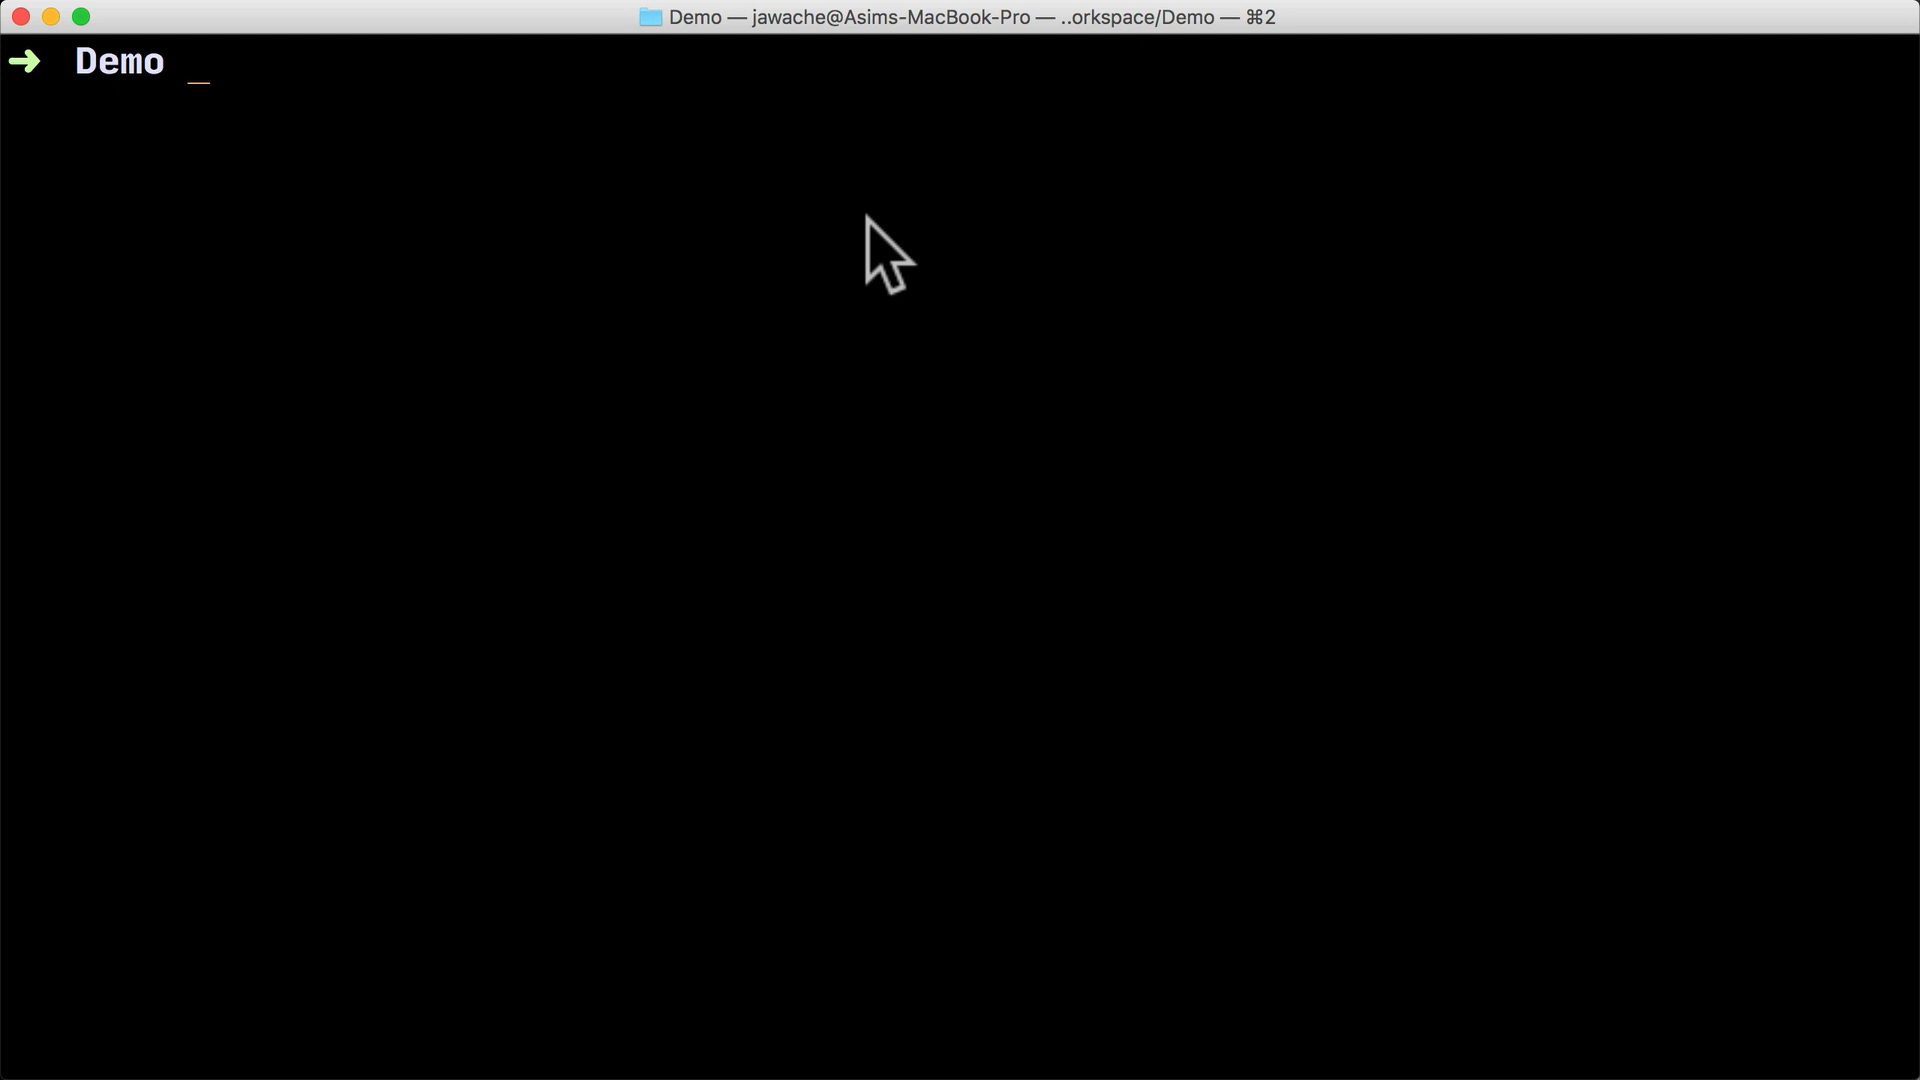 Demo — jawache@Asims-MacBook-Pro — ..orkspace/Demo — ⌘2
➜ Demo _